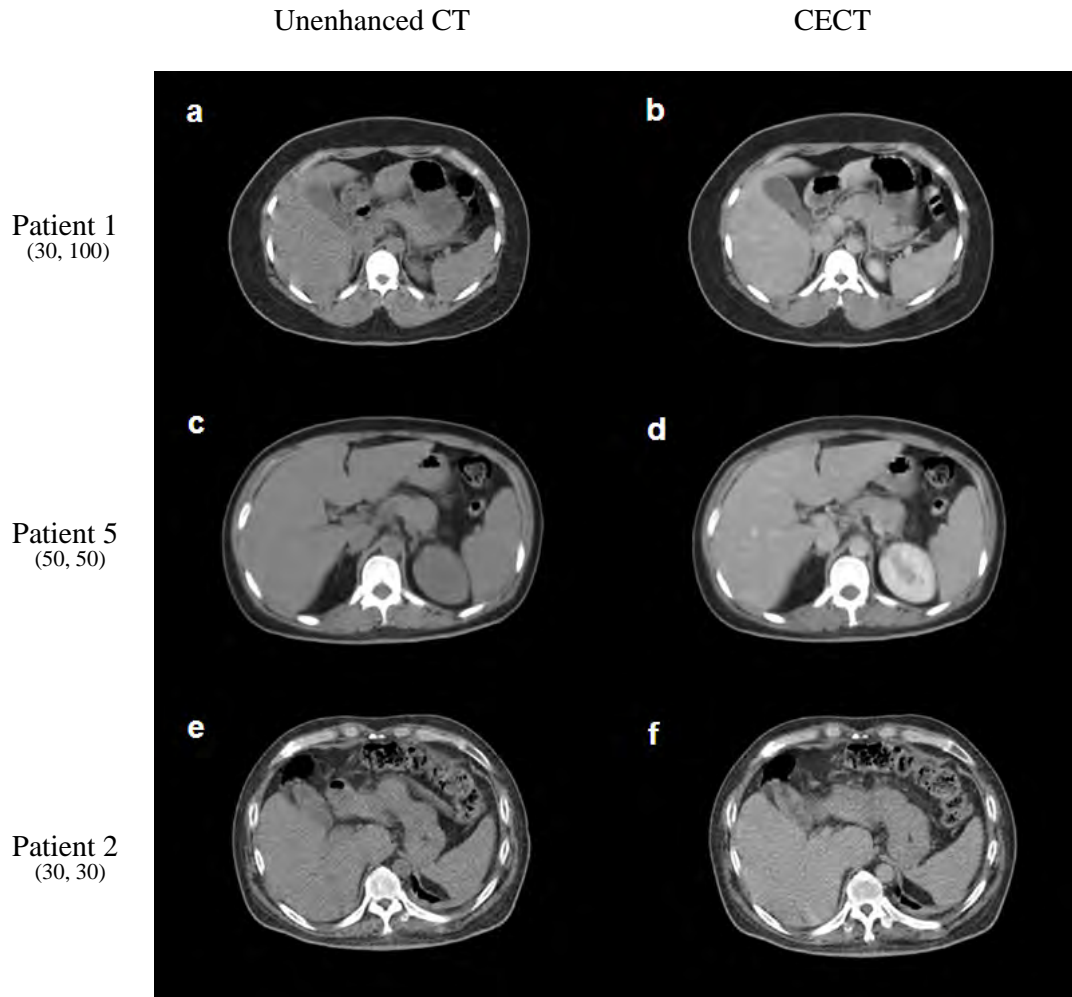 Unenhanced CT CECT
a b
Patient 1
(30, 100)
c d
Patient 5
(50, 50)
e f
Patient 2
(30, 30)